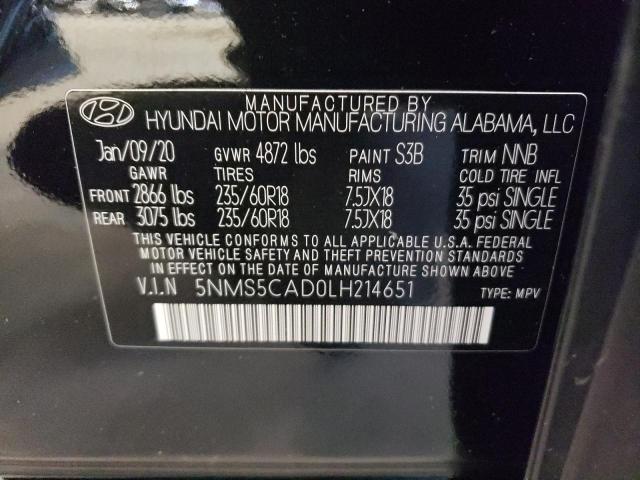 MANUFACTURED BY
HYUNDAI MOTOR MANUFACTURING ALABAMA, LLC
Jan/09/20 GVWR 4872 lbs PAINT S3B TRIM NNB
GAWR TIRES RIMS COLD TIRE INFL
FRONT 2866 lbs 235/60R18 7.5JX18 35 psi SINGLE
REAR 3075 lbs 235/60R18 7.5JX18 35 psi SINGLE
THIS VEHICLE CONFORMS TO ALL APPLICABLE U.S.A. FEDERAL
MOTOR VEHICLE SAFETY AND THEFT PREVENTION STANDARDS
IN EFFECT ON THE DATE OF MANUFACTURE SHOWN ABOVE
V.I.N 5NMS5CAD0LH214651 TYPE: MPV